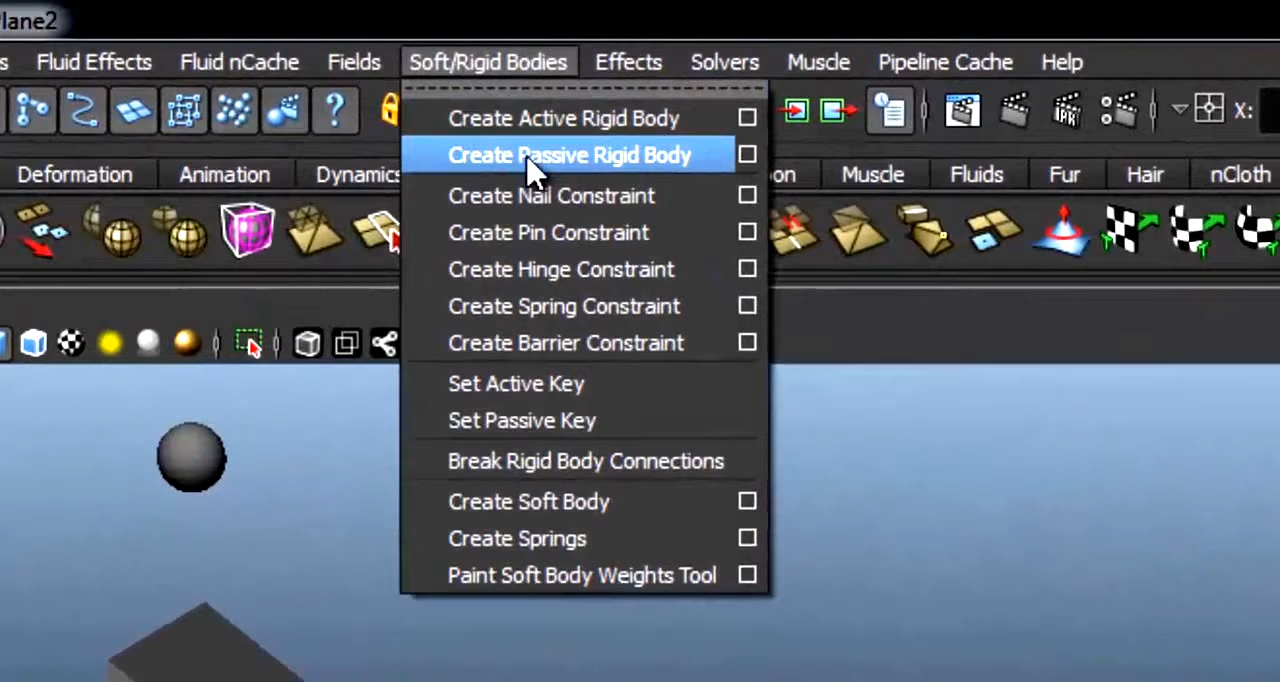 lane2
s Fluid Effects Fluid nCache Fields Soft/Rigid Bodies Effects Solvers Muscle Pipeline Cache Help
? IPR X:
Deformation Animation Dynamics on Muscle Fluids Fur Hair nCloth
Create Active Rigid Body
Create Passive Rigid Body
Create Nail Constraint
Create Pin Constraint
Create Hinge Constraint
Create Spring Constraint
Create Barrier Constraint
Set Active Key
Set Passive Key
Break Rigid Body Connections
Create Soft Body
Create Springs
Paint Soft Body Weights Tool